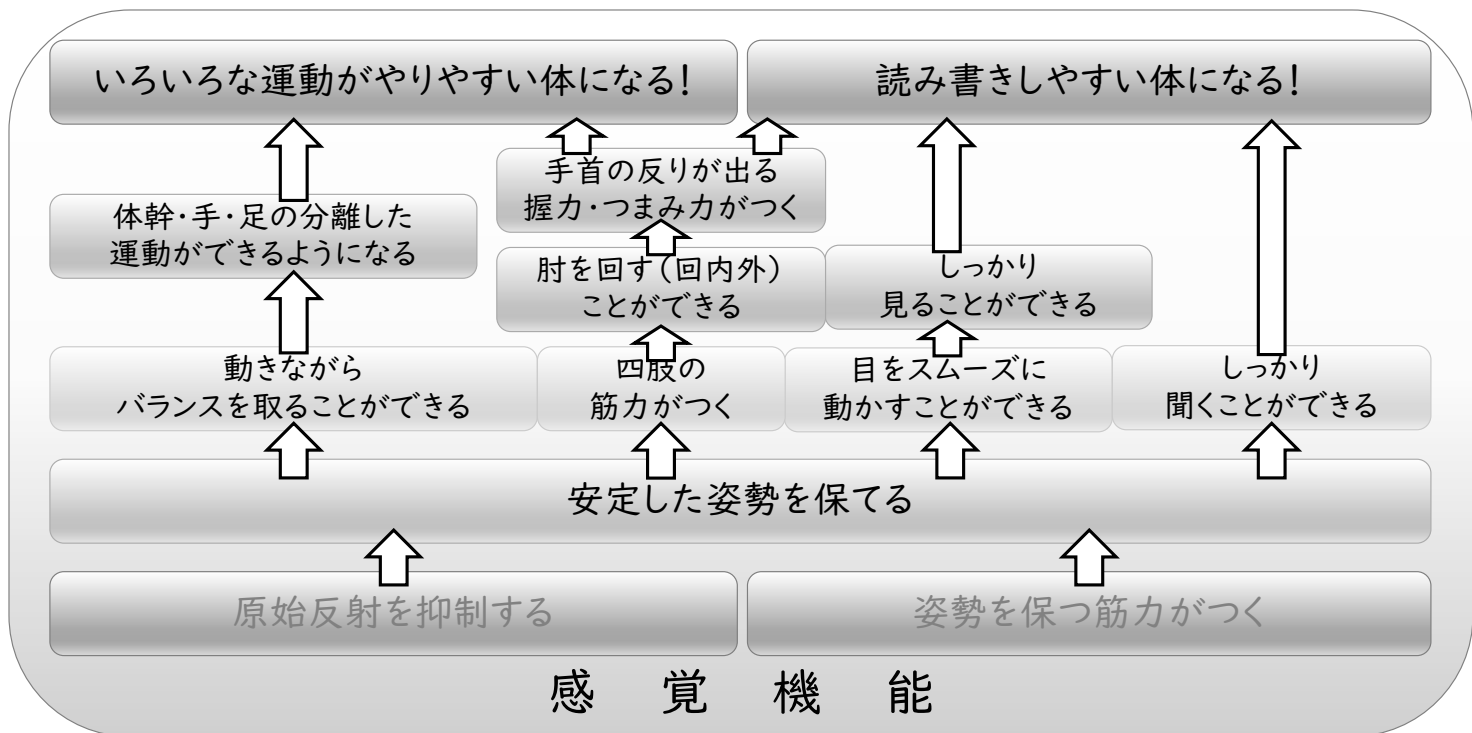 いろいろな運動がやりやすい体になる!
読み書きしやすい体になる!
手首の反りが出る
握力・つまみ力がつく
体幹・手・足の分離した
運動ができるようになる
肘を回す(回内外)
ことができる
しっかり
見ることができる
動きながら
バランスを取ることができる
四肢の
筋力がつく
目をスムーズに
動かすことができる
しっかり
聞くことができる
安定した姿勢を保てる
原始反射を抑制する
姿勢を保つ筋力がつく
感覚機能